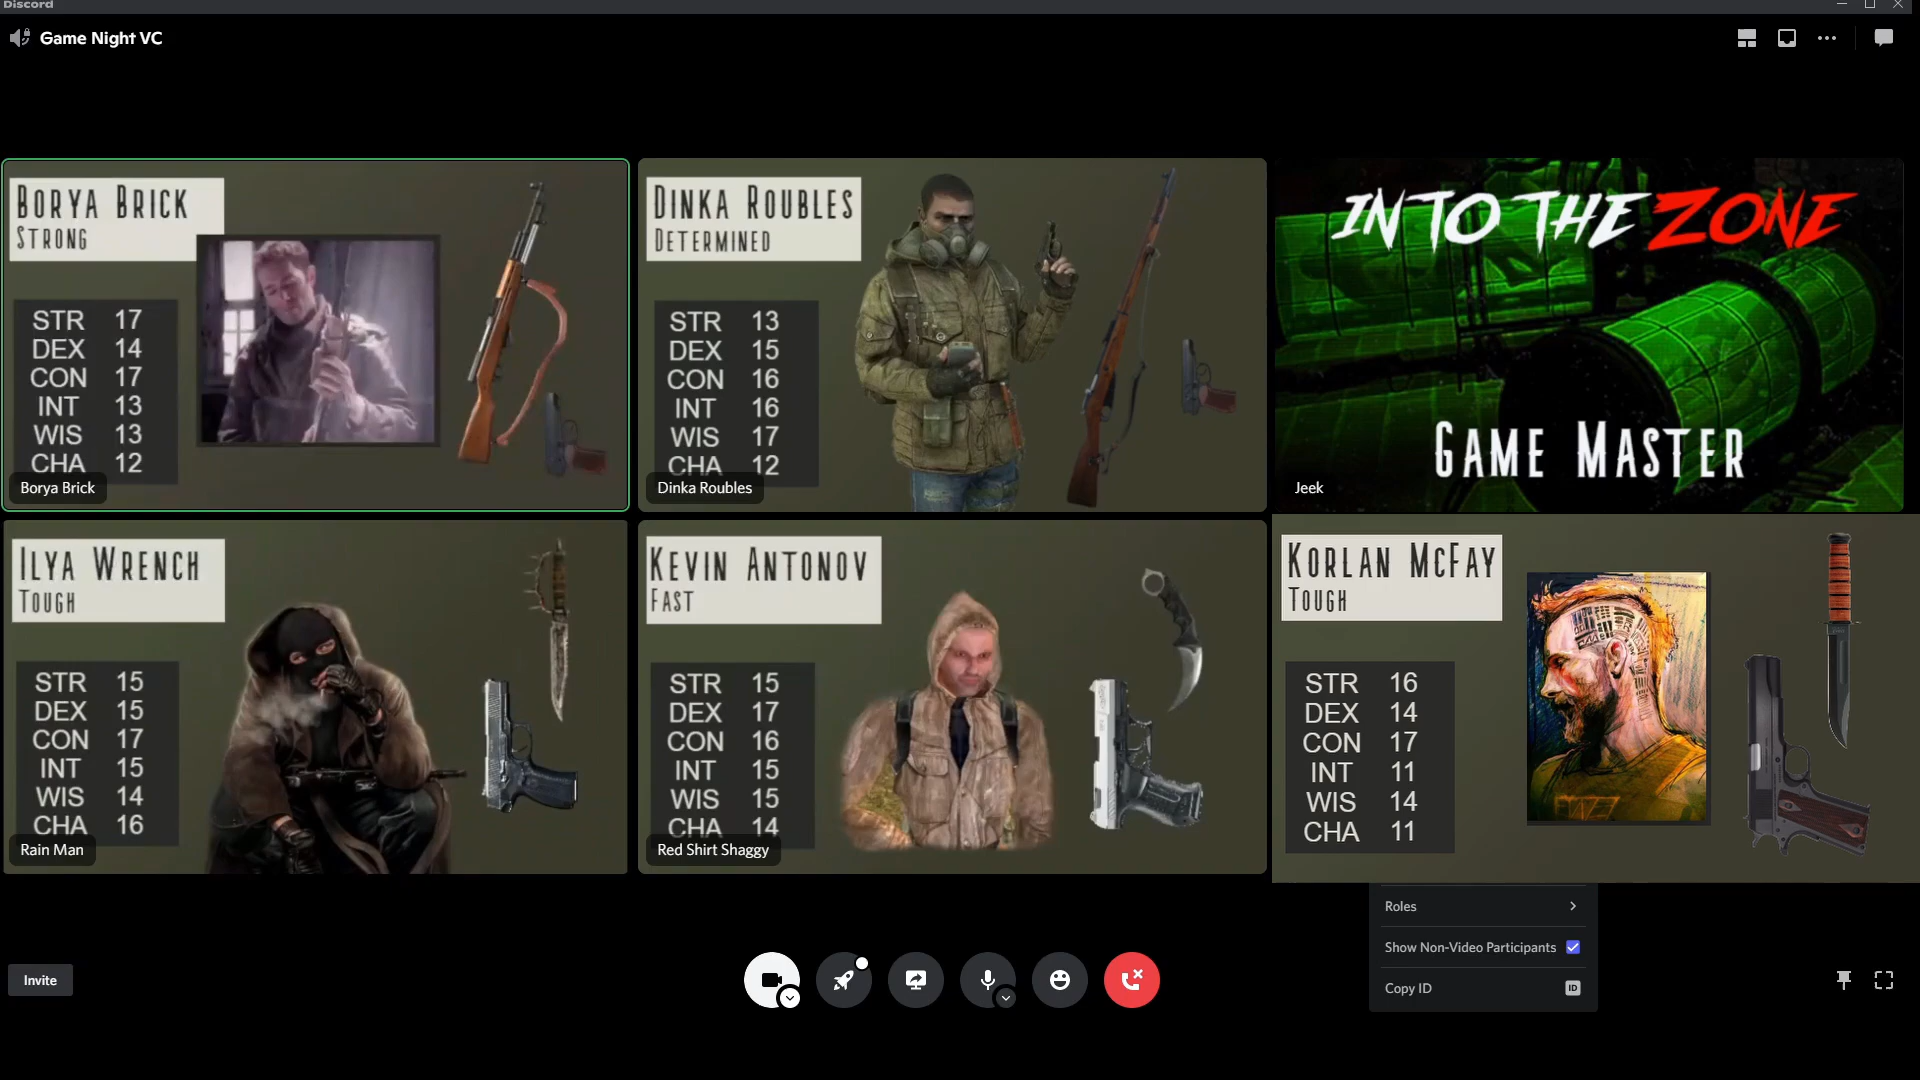 Discord
Game Night VC
BORYA BRICK
STRONG
STR 17
DEX 14
CON 17
INT 13
WIS 13
CHA 12
Borya Brick
DINKA ROUBLES
DETERMINED
STR 13
DEX 15
CON 16
INT 16
WIS 17
CHA 12
Dinka Roubles
INTO THE ZONE
GAME MASTER
Jeek
ILYA WRENCH
TOUGH
STR 15
DEX 15
CON 17
INT 15
WIS 14
CHA 16
Rain Man
KEVIN ANTONOV
FAST
STR 15
DEX 17
CON 16
INT 15
WIS 15
CHA 14
Red Shirt Shaggy
KORLAN MCFAY
TOUGH
STR 16
DEX 14
CON 17
INT 11
WIS 14
CHA 11
Roles
Show Non-Video Participants
Copy ID
ID
Invite